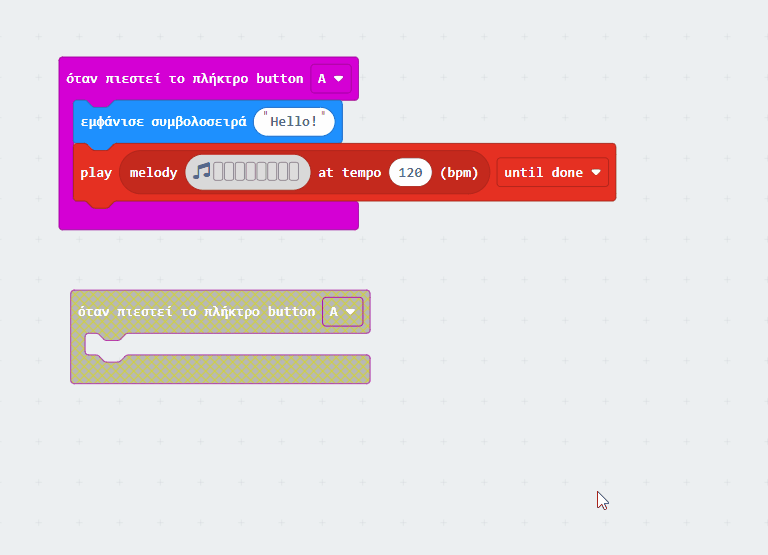 όταν πιεστεί το πλήκτρο button A
εμφάνισε συμβολοσειρά "Hello!"
play melody at tempo 120 (bpm) until done
όταν πιεστεί το πλήκτρο button A